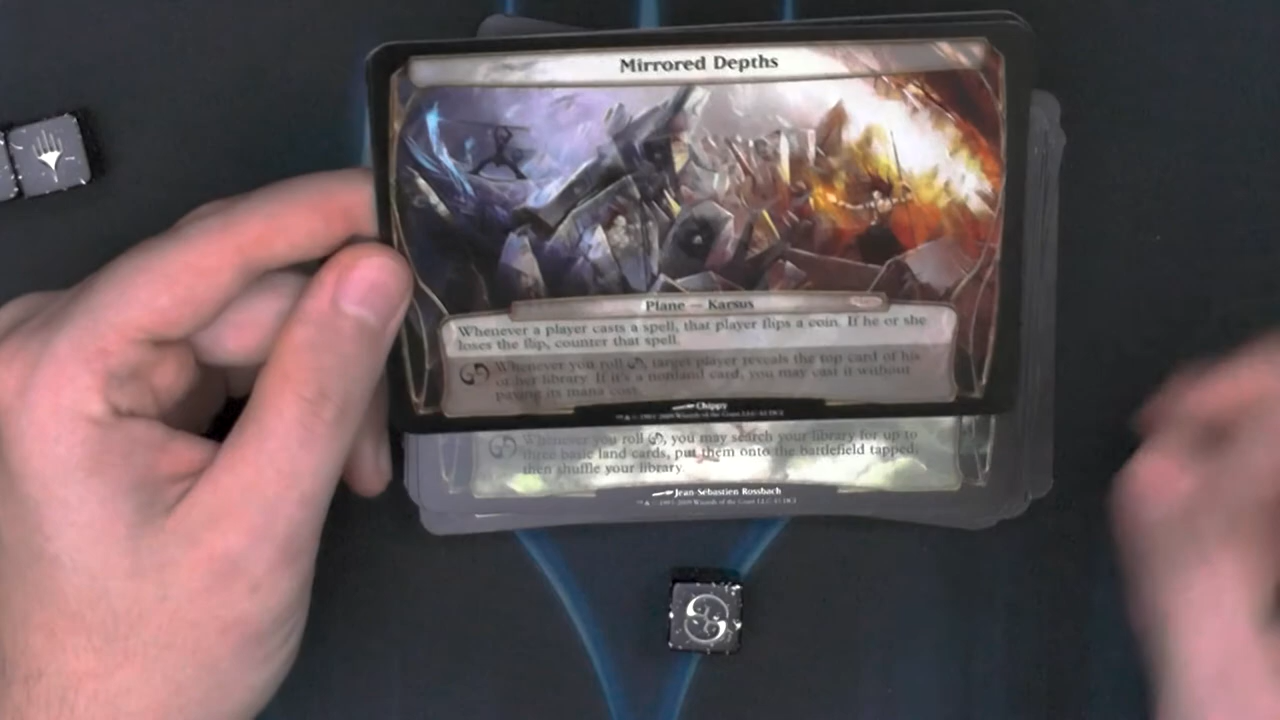 Mirrored Depths
Plane — Karsus
Whenever a player casts a spell, that player flips a coin. If he or she
loses the flip, counter that spell.
Whenever you roll , target player reveals the top card of his
or her library. If it's a nonland card, you may cast it without
paying its mana cost.
Chippy
Whenever you roll , you may search your library for up to
three basic land cards, put them onto the battlefield tapped,
then shuffle your library.
Jean-Sébastien Rossbach